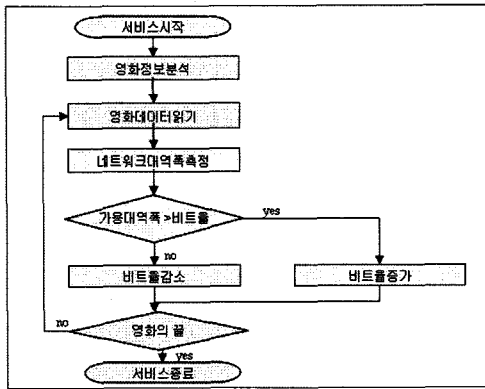 서비스시작
영화정보분석
영화데이터읽기
네트워크대역폭측정
가용대역폭 >비트율
yes
no
비트율감소
비트율증가
no
영화의 끝
yes
서비스종료